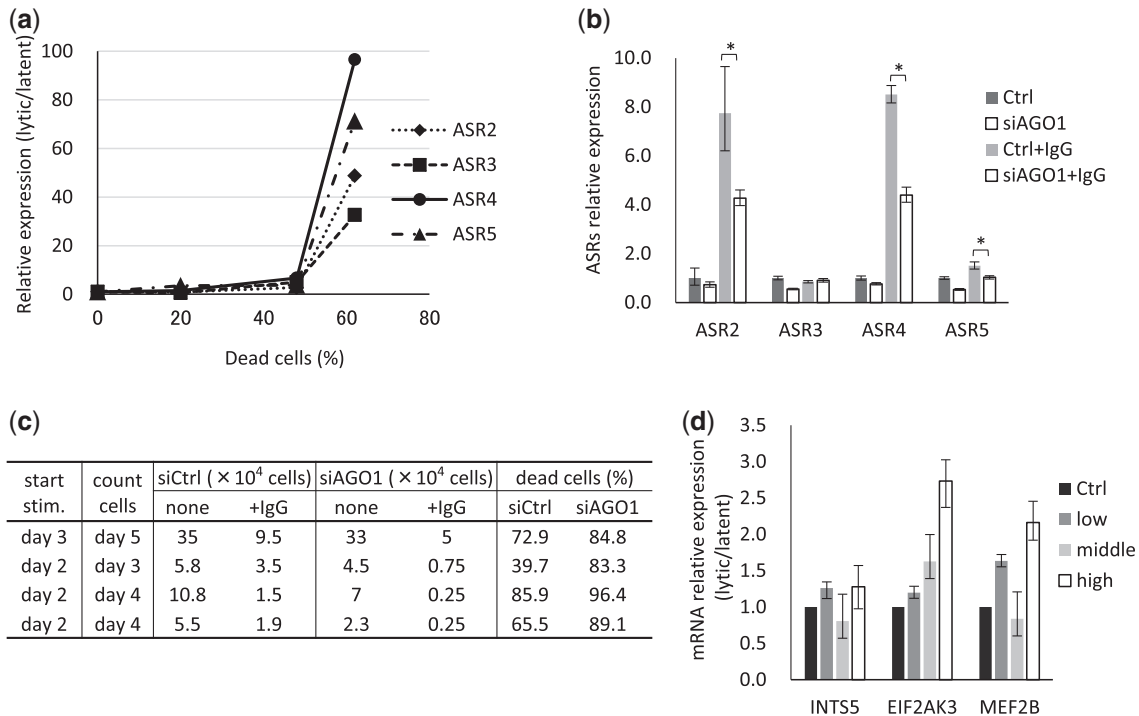 (a)
Relative expression (lytic/latent)
100
80
60
40
20
0
0 20 40 60 80
Dead cells (%)
ASR2
ASR3
ASR4
ASR5
(b)
ASRs relative expression
10.0
8.0
6.0
4.0
2.0
0.0
* * *
ASR2 ASR3 ASR4 ASR5
Ctrl
siAGO1
Ctrl+IgG
siAGO1+IgG
(c)
start stim. count cells siCtrl (×10⁴ cells) siAGO1 (×10⁴ cells) dead cells (%)
none +IgG none +IgG siCtrl siAGO1
day 3 day 5 35 9.5 33 5 72.9 84.8
day 2 day 3 5.8 3.5 4.5 0.75 39.7 83.3
day 2 day 4 10.8 1.5 7 0.25 85.9 96.4
day 2 day 4 5.5 1.9 2.3 0.25 65.5 89.1
(d)
mRNA relative expression
(lytic/latent)
3.5
3.0
2.5
2.0
1.5
1.0
0.5
0.0
INTS5 EIF2AK3 MEF2B
Ctrl
low
middle
high